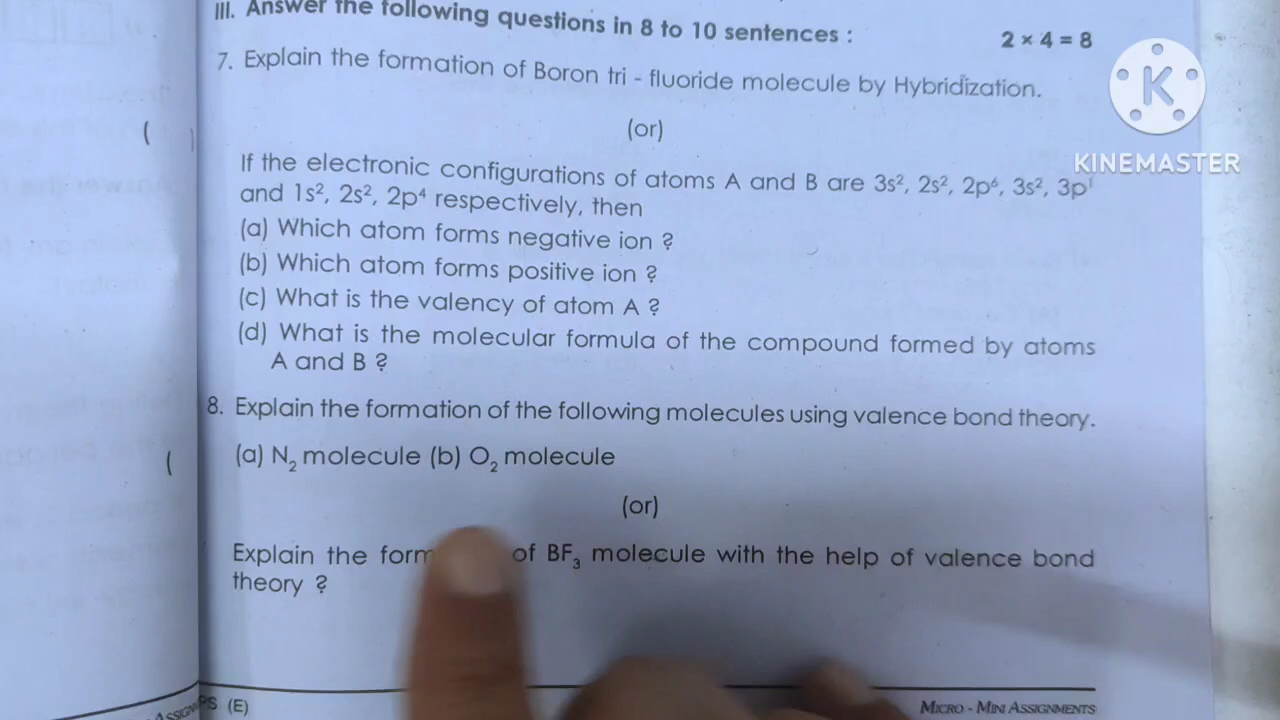 III. Answer the following questions in 8 to 10 sentences :
2 × 4 = 8
7. Explain the formation of Boron tri - fluoride molecule by Hybridization.
(or)
If the electronic configurations of atoms A and B are 3s², 2s², 2p⁶, 3s², 3p¹
and 1s², 2s², 2p⁴ respectively, then
(a) Which atom forms negative ion ?
(b) Which atom forms positive ion ?
(c) What is the valency of atom A ?
(d) What is the molecular formula of the compound formed by atoms
A and B ?
8. Explain the formation of the following molecules using valence bond theory.
(a) N₂ molecule (b) O₂ molecule
(or)
Explain the form of BF₃ molecule with the help of valence bond
theory ?
(E)
MICRO - MINI ASSIGNMENTS
K
KINEMASTER